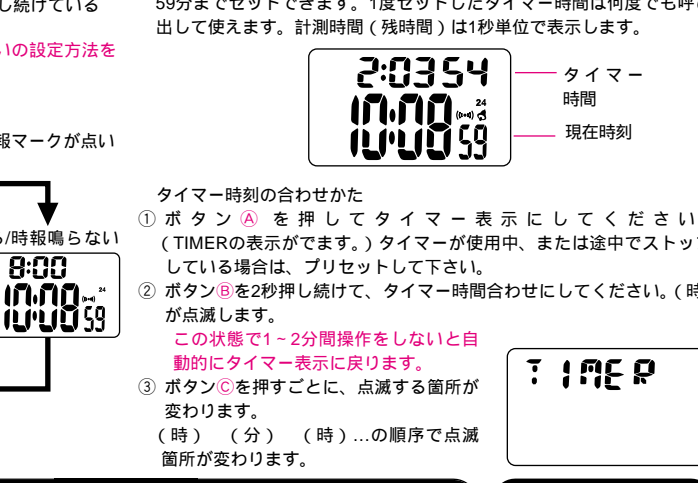 し続けている
いの設定方法を
報マークが点い
/時報鳴らない
8:00
24
10:08 59
59分までセットできます。1度セットしたタイマー時間は何度でも呼び
出して使えます。計測時間（残時間）は1秒単位で表示します。
2:03 54
24
10:08 59
タイマー
時間
現在時刻
タイマー時刻の合わせかた
① ボタン Ⓐ を押してタイマー表示にしてください
（TIMERの表示がでます。）タイマーが使用中、または途中でストップ
している場合は、プリセットして下さい。
② ボタンⒷを2秒押し続けて、タイマー時間合わせにしてください。（時
が点滅します。
この状態で1～2分間操作をしないと自
動的にタイマー表示に戻ります。
③ ボタンⒸを押すごとに、点滅する箇所が
変わります。
（時） （分） （時）…の順序で点滅
箇所が変わります。
TIMER